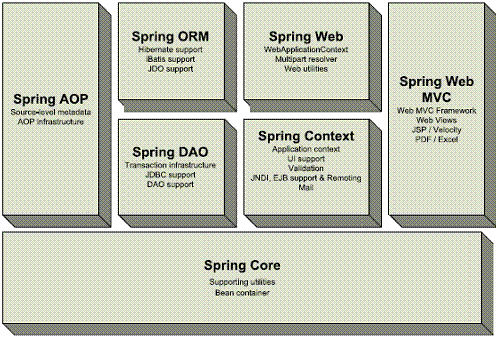 Spring AOP
Source-level metadata
AOP infrastructure
Spring ORM
Hibernate support
iBatis support
JDO support
Spring Web
WebApplicationContext
Multipart resolver
Web utilities
Spring Web
MVC
Web MVC Framework
Web Views
JSP / Velocity
PDF / Excel
Spring DAO
Transaction infrastructure
JDBC support
DAO support
Spring Context
Application context
UI support
Validation
JNDI, EJB support & Remoting
Mail
Spring Core
Supporting utilities
Bean container